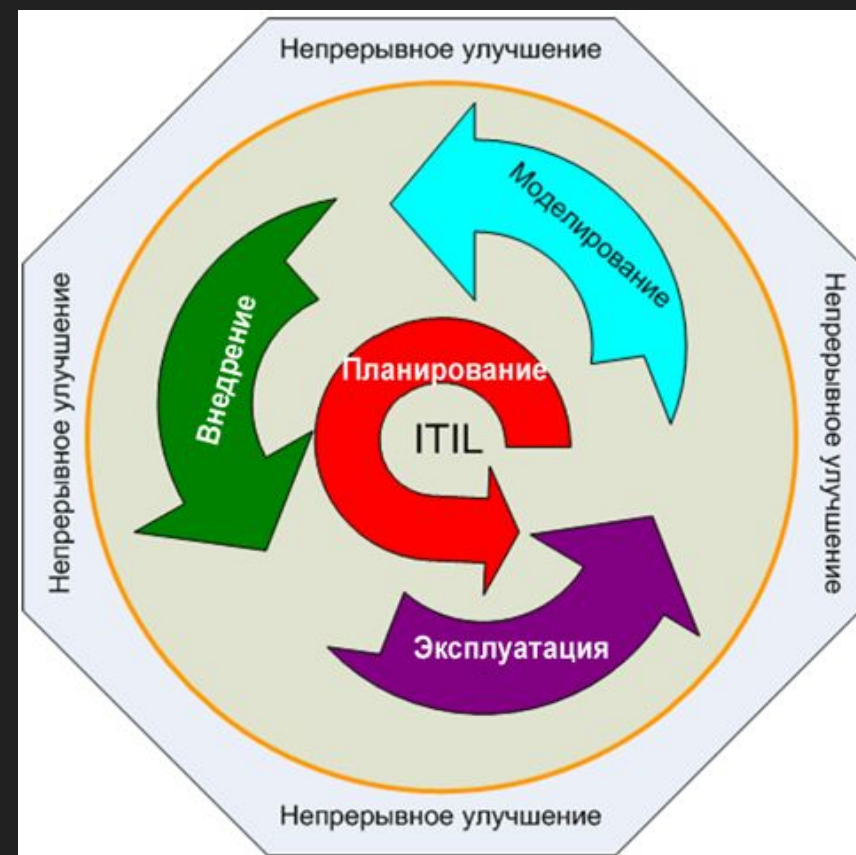 Непрерывное улучшение
Моделирование
Непрерывное улучшение
Внедрение
Планирование
ITIL
Непрерывное улучшение
Эксплуатация
Непрерывное улучшение